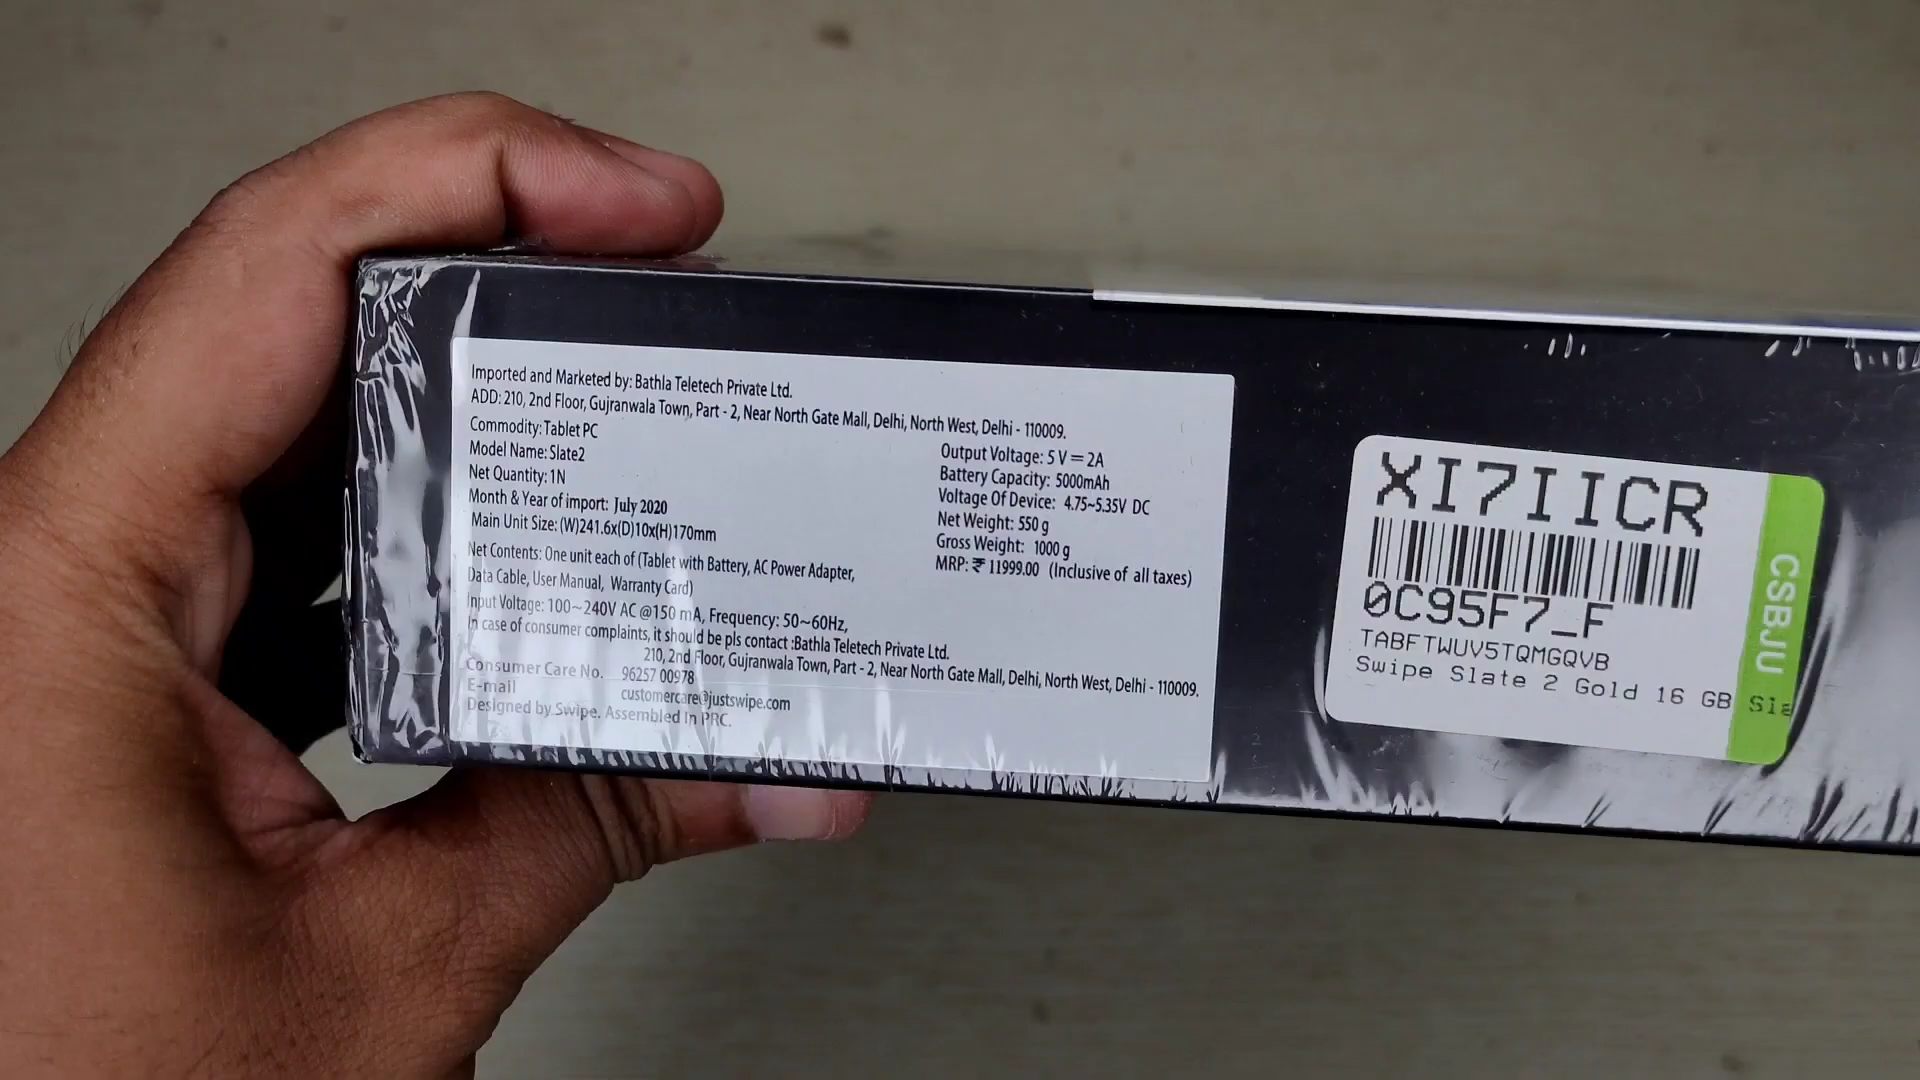 Imported and Marketed by: Bathla Teletech Private Ltd.
ADD: 210, 2nd Floor, Gujranwala Town, Part - 2, Near North Gate Mall, Delhi, North West, Delhi - 110009.
Commodity: Tablet PC
Model Name: Slate2
Net Quantity: 1N
Month & Year of import: July 2020
Main Unit Size: (W)241.6x(D)10x(H)170mm
Net Contents: One unit each of (Tablet with Battery, AC Power Adapter,
Data Cable, User Manual, Warranty Card)
Input Voltage: 100~240V AC @150 mA, Frequency: 50~60Hz,
In case of consumer complaints, it should be pls contact :Bathla Teletech Private Ltd.
210, 2nd Floor, Gujranwala Town, Part - 2, Near North Gate Mall, Delhi, North West, Delhi - 110009.
Consumer Care No. 96257 00978
E-mail customercare@justswipe.com
Designed by Swipe. Assembled In PRC.
Output Voltage: 5 V = 2A
Battery Capacity: 5000mAh
Voltage Of Device: 4.75~5.35V DC
Net Weight: 550 g
Gross Weight: 1000 g
MRP: ₹ 11999.00 (Inclusive of all taxes)
XI7IICR
0C95F7_F
TABFTWUV5TQMGQVB
Swipe Slate 2 Gold 16 GB Sla
CSBJU